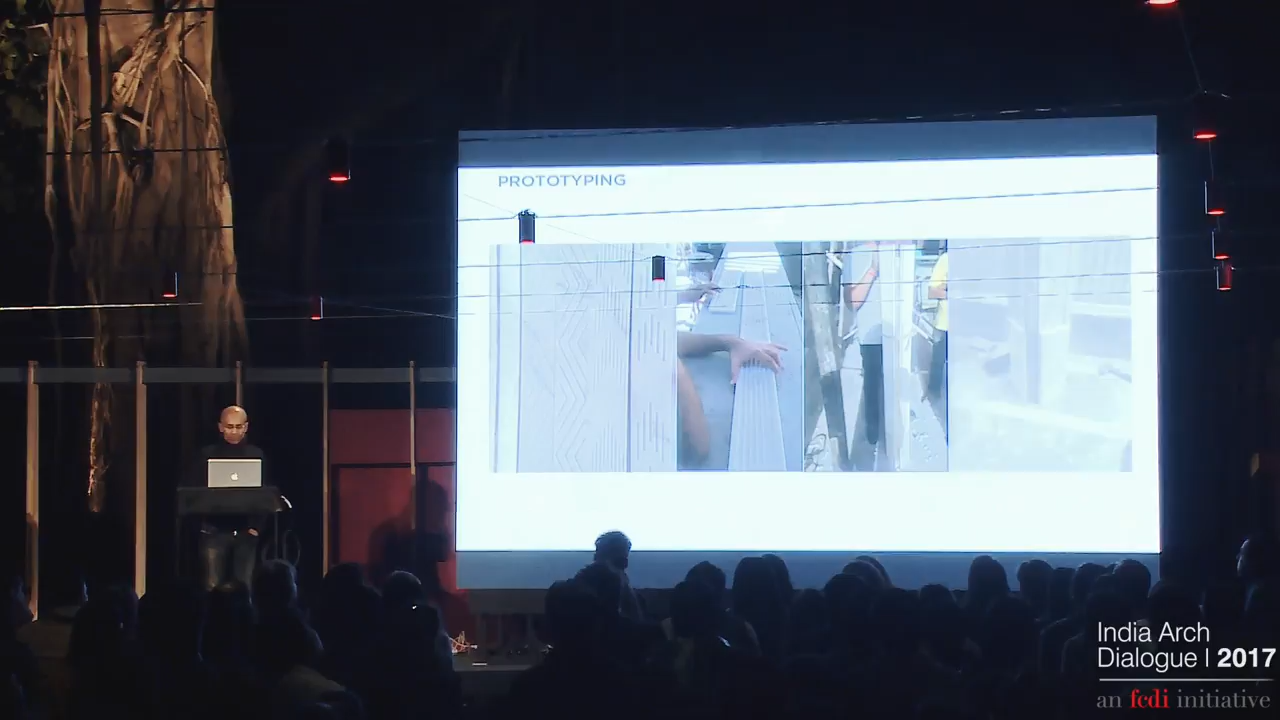 PROTOTYPING
India Arch
Dialogue | 2017
an fcdi initiative